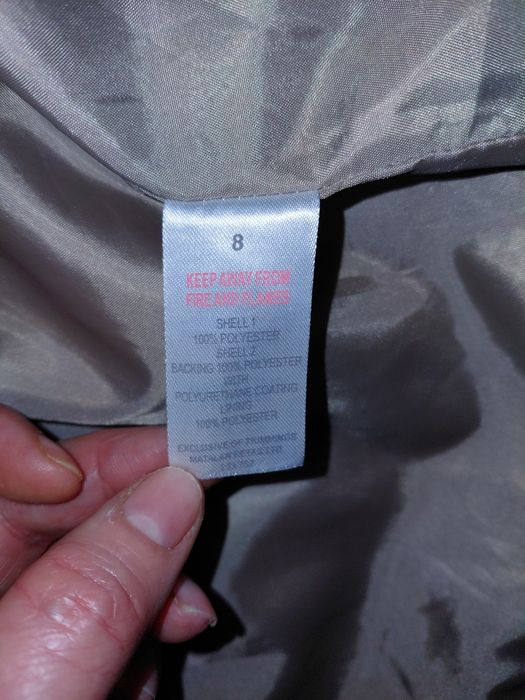 8
KEEP AWAY FROM
FIRE AND FLAMES
SHELL 1
100% POLYESTER
SHELL 2
BACKING 100% POLYESTER
WITH
POLYURETHANE COATING
LINING
100% POLYESTER
EXCLUSIVE OF TRIMMINGS
MATALAN RETAIL LTD